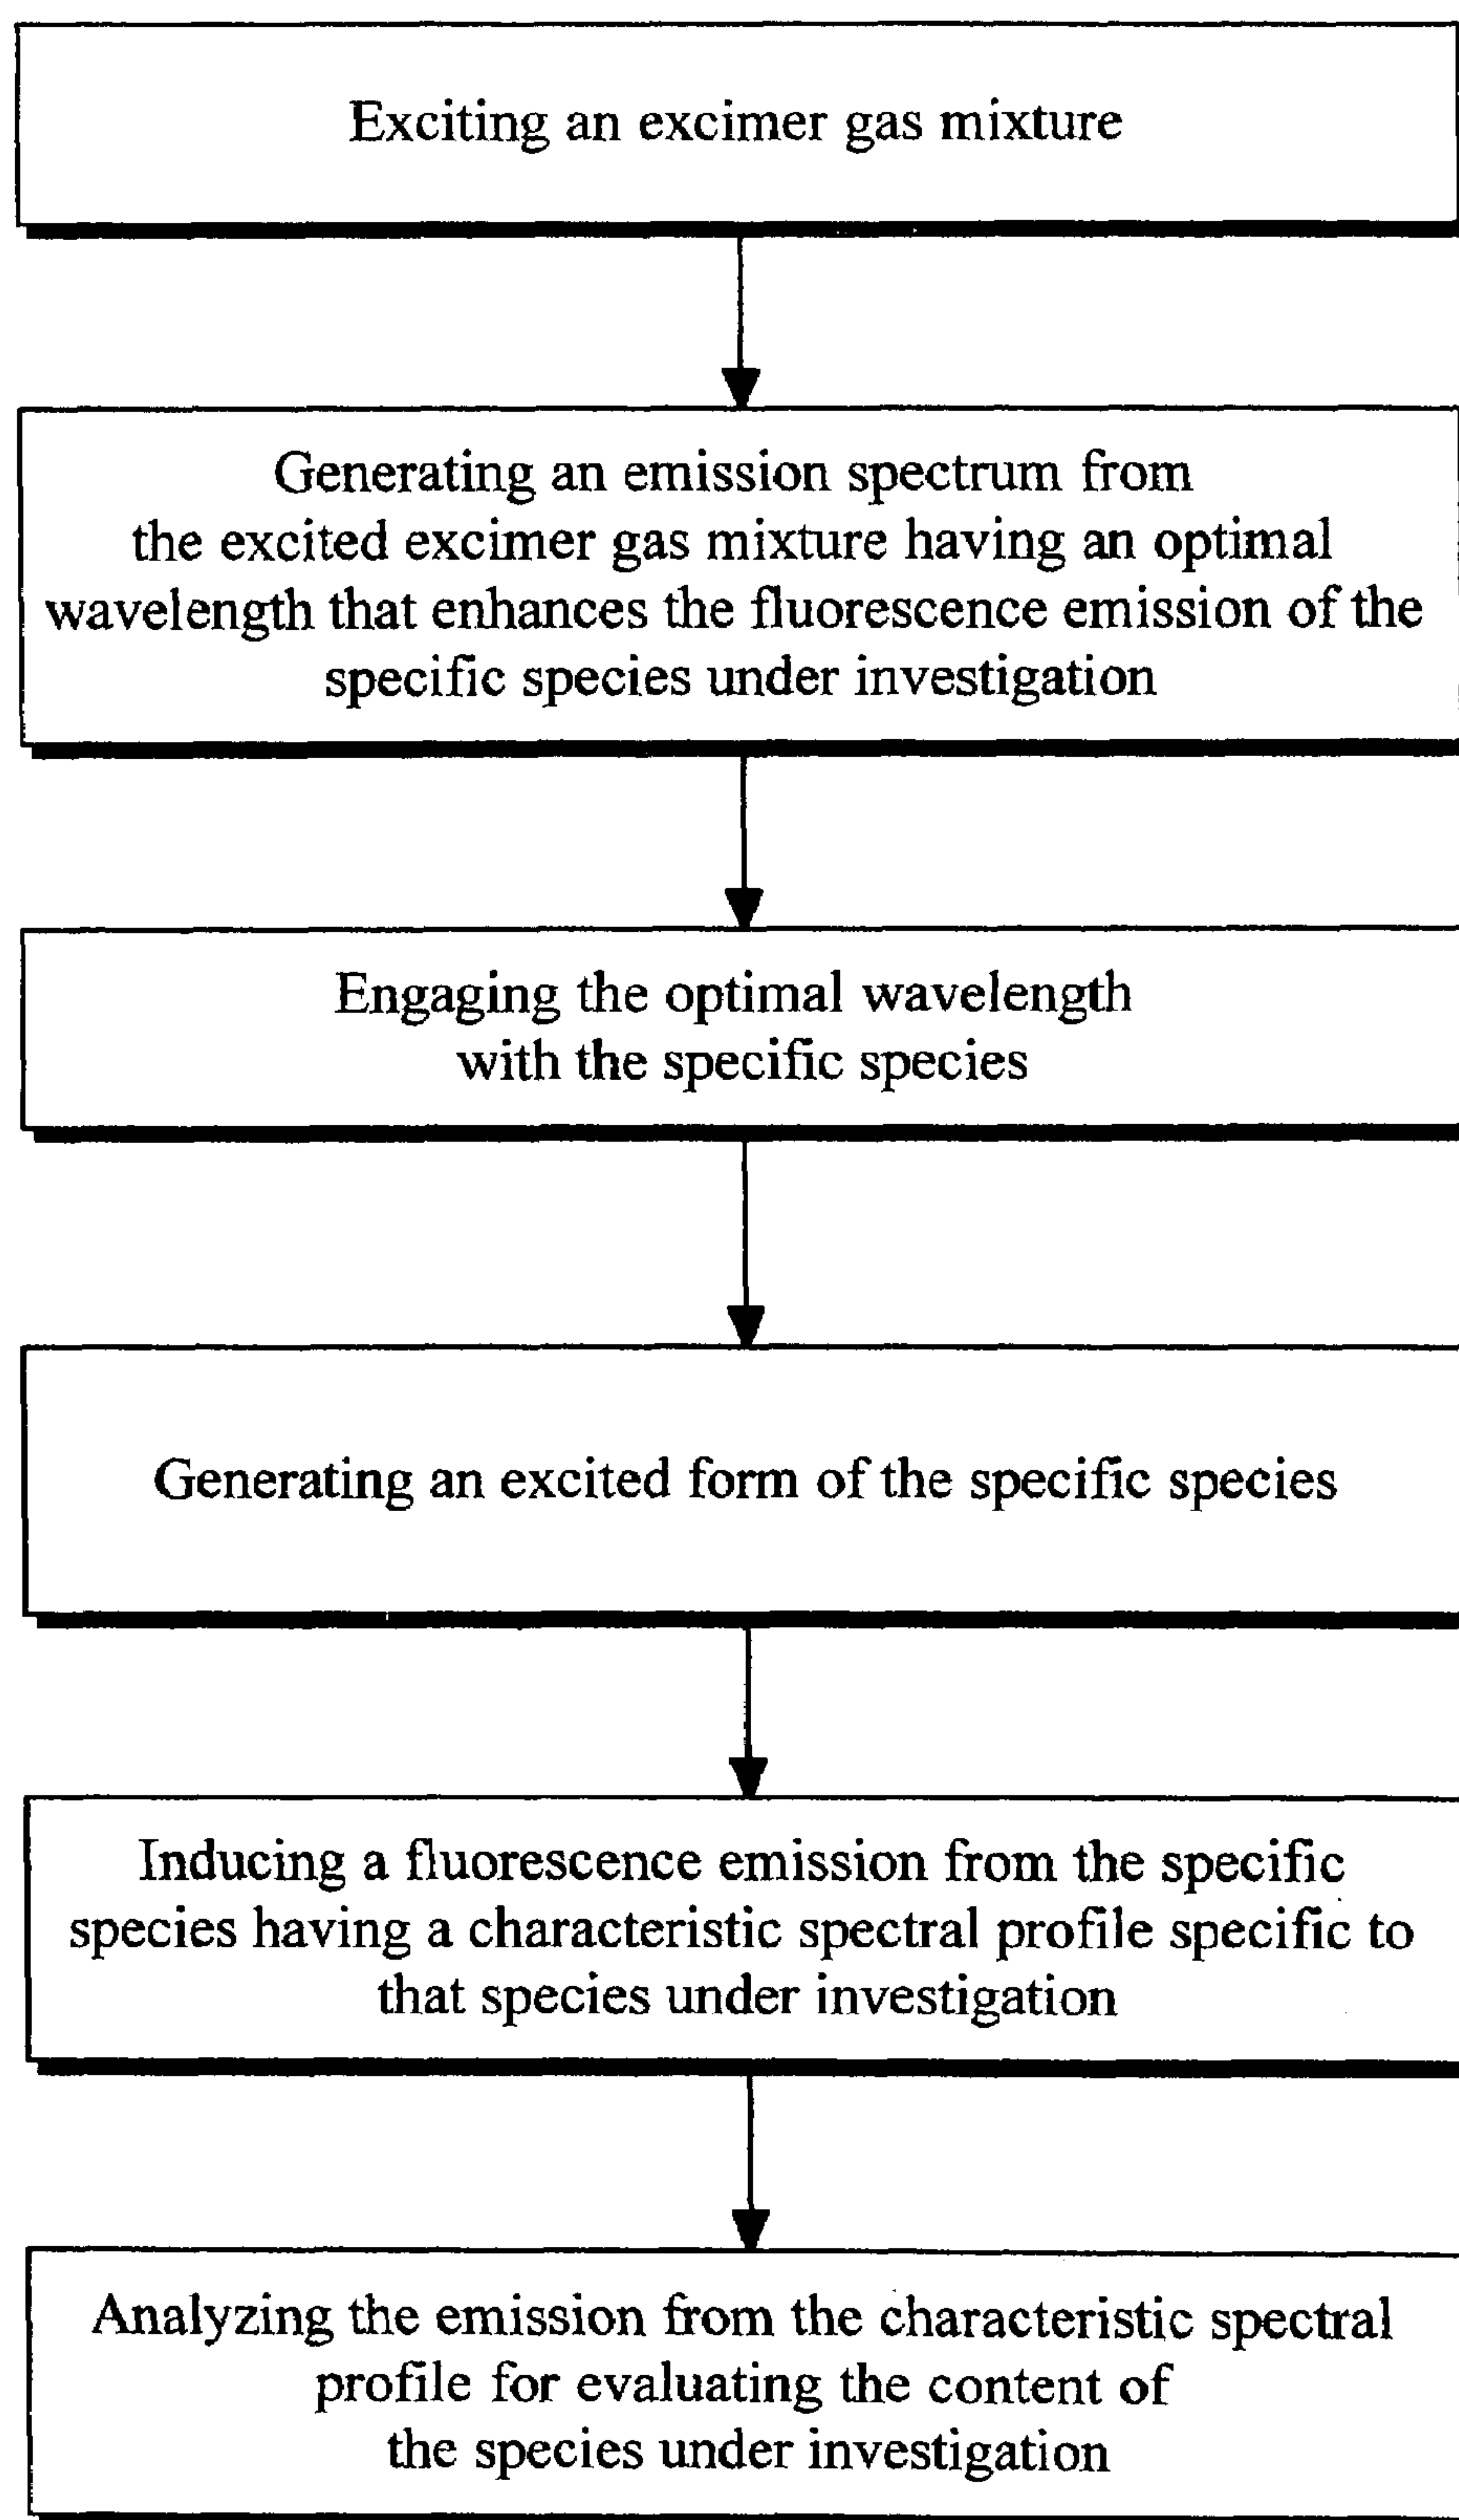 Exciting an excimer gas mixture
Generating an emission spectrum from
the excited excimer gas mixture having an optimal
wavelength that enhances the fluorescence emission of the
specific species under investigation
Engaging the optimal wavelength
with the specific species
Generating an excited form of the specific species
Inducing a fluorescence emission from the specific
species having a characteristic spectral profile specific to
that species under investigation
Analyzing the emission from the characteristic spectral
profile for evaluating the content of
the species under investigation